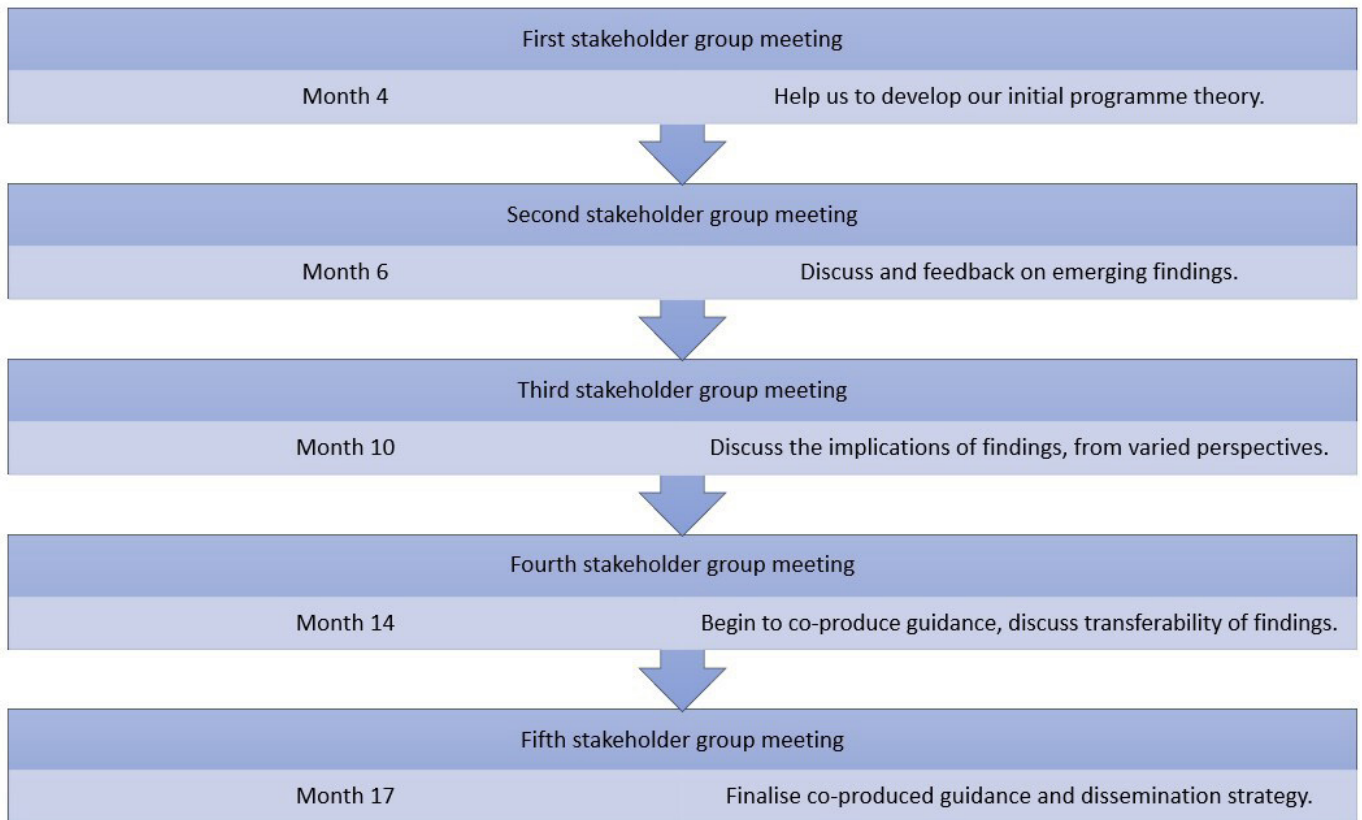 First stakeholder group meeting
Month 4
Help us to develop our initial programme theory.
Second stakeholder group meeting
Month 6
Discuss and feedback on emerging findings.
Third stakeholder group meeting
Month 10
Discuss the implications of findings, from varied perspectives.
Fourth stakeholder group meeting
Month 14
Begin to co-produce guidance, discuss transferability of findings.
Fifth stakeholder group meeting
Month 17
Finalise co-produced guidance and dissemination strategy.